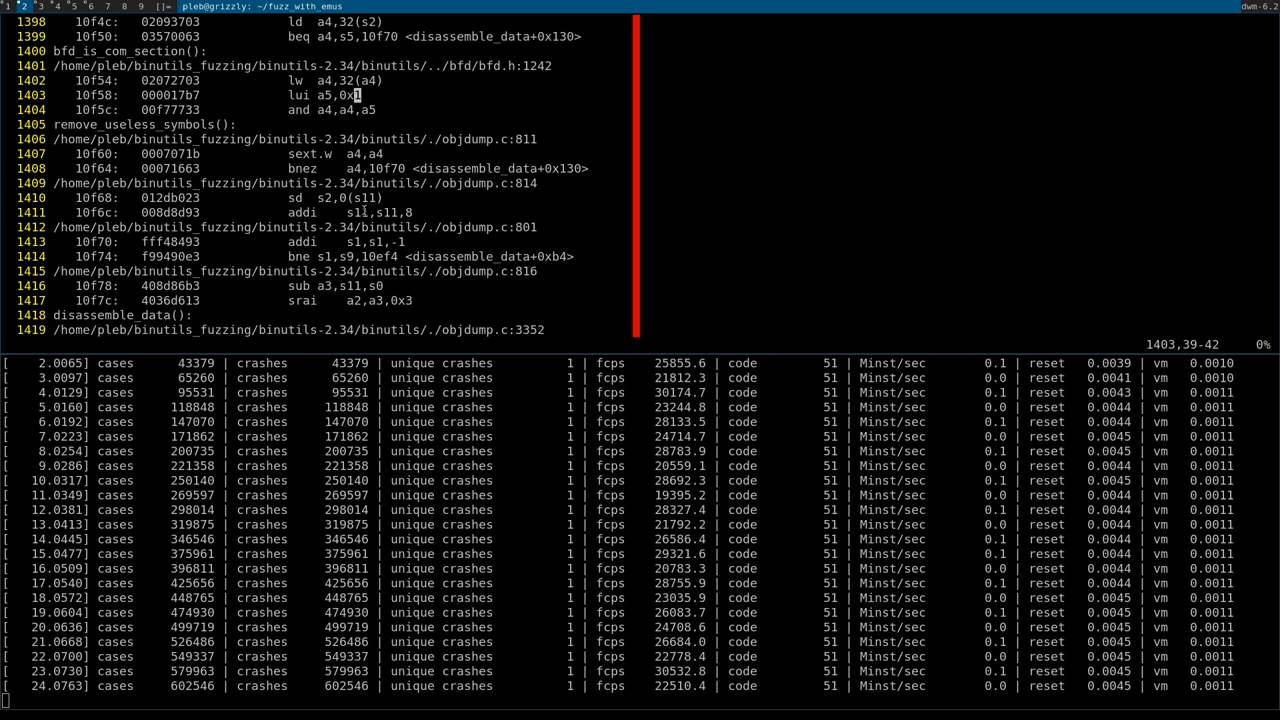 1 2 3 4 5 6 7 8 9 []= pleb@grizzly: ~/fuzz_with_emus dwm-6.2
1398 10f4c: 02093703 ld a4,32(s2)
1399 10f50: 03570063 beq a4,s5,10f70 <disassemble_data+0x130>
1400 bfd_is_com_section():
1401 /home/pleb/binutils_fuzzing/binutils-2.34/binutils/../bfd/bfd.h:1242
1402 10f54: 02072703 lw a4,32(a4)
1403 10f58: 000017b7 lui a5,0x1
1404 10f5c: 00f77733 and a4,a4,a5
1405 remove_useless_symbols():
1406 /home/pleb/binutils_fuzzing/binutils-2.34/binutils/./objdump.c:811
1407 10f60: 0007071b sext.w a4,a4
1408 10f64: 00071663 bnez a4,10f70 <disassemble_data+0x130>
1409 /home/pleb/binutils_fuzzing/binutils-2.34/binutils/./objdump.c:814
1410 10f68: 012db023 sd s2,0(s11)
1411 10f6c: 008d8d93 addi s11,s11,8
1412 /home/pleb/binutils_fuzzing/binutils-2.34/binutils/./objdump.c:801
1413 10f70: fff48493 addi s1,s1,-1
1414 10f74: f99490e3 bne s1,s9,10ef4 <disassemble_data+0xb4>
1415 /home/pleb/binutils_fuzzing/binutils-2.34/binutils/./objdump.c:816
1416 10f78: 408d86b3 sub a3,s11,s0
1417 10f7c: 4036d613 srai a2,a3,0x3
1418 disassemble_data():
1419 /home/pleb/binutils_fuzzing/binutils-2.34/binutils/./objdump.c:3352
1403,39-42 0%
[ 2.0065] cases 43379 | crashes 43379 | unique crashes 1 | fcps 25855.6 | code 51 | Minst/sec 0.1 | reset 0.0039 | vm 0.0010
[ 3.0097] cases 65260 | crashes 65260 | unique crashes 1 | fcps 21812.3 | code 51 | Minst/sec 0.0 | reset 0.0041 | vm 0.0010
[ 4.0129] cases 95531 | crashes 95531 | unique crashes 1 | fcps 30174.7 | code 51 | Minst/sec 0.1 | reset 0.0043 | vm 0.0011
[ 5.0160] cases 118848 | crashes 118848 | unique crashes 1 | fcps 23244.8 | code 51 | Minst/sec 0.0 | reset 0.0044 | vm 0.0011
[ 6.0192] cases 147070 | crashes 147070 | unique crashes 1 | fcps 28133.5 | code 51 | Minst/sec 0.1 | reset 0.0044 | vm 0.0011
[ 7.0223] cases 171862 | crashes 171862 | unique crashes 1 | fcps 24714.7 | code 51 | Minst/sec 0.0 | reset 0.0045 | vm 0.0011
[ 8.0254] cases 200735 | crashes 200735 | unique crashes 1 | fcps 28783.9 | code 51 | Minst/sec 0.1 | reset 0.0045 | vm 0.0011
[ 9.0286] cases 221358 | crashes 221358 | unique crashes 1 | fcps 20559.1 | code 51 | Minst/sec 0.0 | reset 0.0044 | vm 0.0011
[ 10.0317] cases 250140 | crashes 250140 | unique crashes 1 | fcps 28692.3 | code 51 | Minst/sec 0.1 | reset 0.0045 | vm 0.0011
[ 11.0349] cases 269597 | crashes 269597 | unique crashes 1 | fcps 19395.2 | code 51 | Minst/sec 0.0 | reset 0.0044 | vm 0.0011
[ 12.0381] cases 298014 | crashes 298014 | unique crashes 1 | fcps 28327.4 | code 51 | Minst/sec 0.1 | reset 0.0044 | vm 0.0011
[ 13.0413] cases 319875 | crashes 319875 | unique crashes 1 | fcps 21792.2 | code 51 | Minst/sec 0.0 | reset 0.0044 | vm 0.0011
[ 14.0445] cases 346546 | crashes 346546 | unique crashes 1 | fcps 26586.4 | code 51 | Minst/sec 0.1 | reset 0.0044 | vm 0.0011
[ 15.0477] cases 375961 | crashes 375961 | unique crashes 1 | fcps 29321.6 | code 51 | Minst/sec 0.1 | reset 0.0045 | vm 0.0011
[ 16.0509] cases 396811 | crashes 396811 | unique crashes 1 | fcps 20783.3 | code 51 | Minst/sec 0.0 | reset 0.0044 | vm 0.0011
[ 17.0540] cases 425656 | crashes 425656 | unique crashes 1 | fcps 28755.9 | code 51 | Minst/sec 0.1 | reset 0.0044 | vm 0.0011
[ 18.0572] cases 448765 | crashes 448765 | unique crashes 1 | fcps 23035.9 | code 51 | Minst/sec 0.0 | reset 0.0045 | vm 0.0011
[ 19.0604] cases 474930 | crashes 474930 | unique crashes 1 | fcps 26083.7 | code 51 | Minst/sec 0.1 | reset 0.0045 | vm 0.0011
[ 20.0636] cases 499719 | crashes 499719 | unique crashes 1 | fcps 24708.6 | code 51 | Minst/sec 0.0 | reset 0.0045 | vm 0.0011
[ 21.0668] cases 526486 | crashes 526486 | unique crashes 1 | fcps 26684.0 | code 51 | Minst/sec 0.1 | reset 0.0045 | vm 0.0011
[ 22.0700] cases 549337 | crashes 549337 | unique crashes 1 | fcps 22778.4 | code 51 | Minst/sec 0.0 | reset 0.0045 | vm 0.0011
[ 23.0730] cases 579963 | crashes 579963 | unique crashes 1 | fcps 30532.8 | code 51 | Minst/sec 0.1 | reset 0.0045 | vm 0.0011
[ 24.0763] cases 602546 | crashes 602546 | unique crashes 1 | fcps 22510.4 | code 51 | Minst/sec 0.0 | reset 0.0045 | vm 0.0011